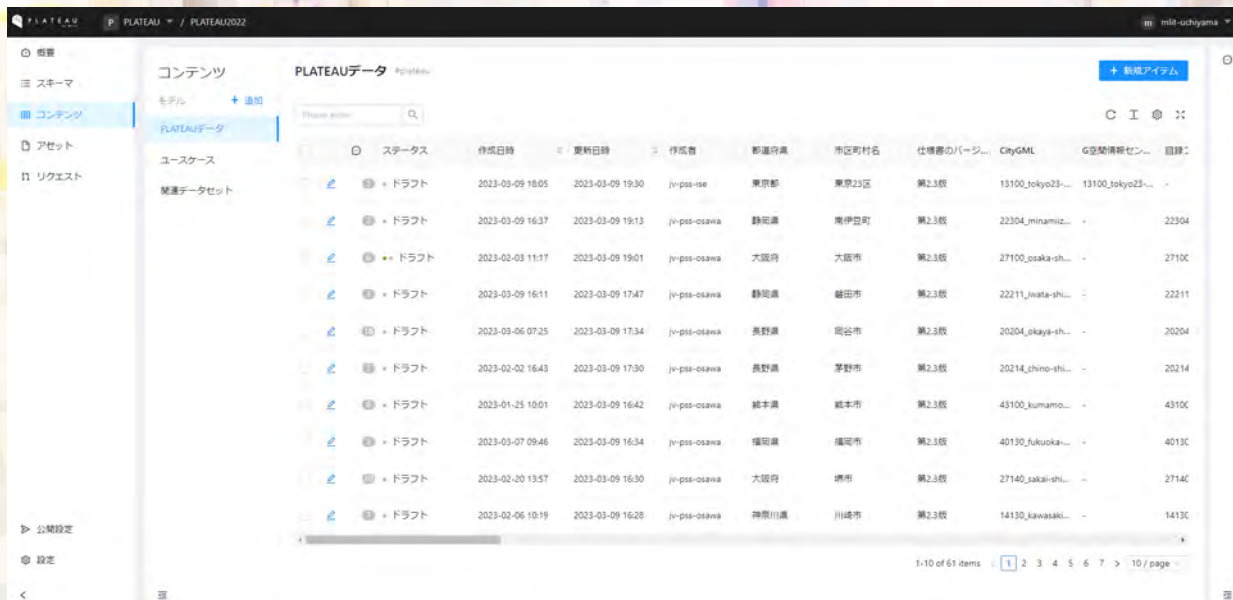 PLATEAU P PLATEAU / PLATEAU2022 m mlit-uchiyama
概要
スキーマ
コンテンツ
アセット
リクエスト
公開設定
設定
コンテンツ
モデル + 追加
PLATEAUデータ
ユースケース
関連データセット
PLATEAUデータ #plateau
+ 新規アイテム
Please enter
ステータス 作成日時 更新日時 作成者 都道府県 市区町村名 仕様書のバージ... CityGML G空間情報セン...
ドラフト 2023-03-09 18:05 2023-03-09 19:30 jv-pss-ise 東京都 東京23区 第2.3版 13100_tokyo23-... 13100_tokyo23-... -
ドラフト 2023-03-09 16:37 2023-03-09 19:13 jv-pss-osawa 静岡県 南伊豆町 第2.3版 22304_minamiiz... - 22304
ドラフト 2023-02-03 11:17 2023-03-09 19:01 jv-pss-osawa 大阪府 大阪市 第2.3版 27100_osaka-sh... - 2710
ドラフト 2023-03-09 16:11 2023-03-09 17:47 jv-pss-osawa 静岡県 磐田市 第2.3版 22211_iwata-shi... - 22211
ドラフト 2023-03-06 07:25 2023-03-09 17:34 jv-pss-osawa 長野県 岡谷市 第2.3版 20204_okaya-sh... - 20204
ドラフト 2023-02-02 16:43 2023-03-09 17:30 jv-pss-osawa 長野県 茅野市 第2.3版 20214_chino-shi... - 20214
ドラフト 2023-01-25 10:01 2023-03-09 16:42 jv-pss-osawa 熊本県 熊本市 第2.3版 43100_kumamo... - 4310
ドラフト 2023-03-07 09:46 2023-03-09 16:34 jv-pss-osawa 福岡県 福岡市 第2.3版 40130_fukuoka-... - 4013
ドラフト 2023-02-20 13:57 2023-03-09 16:30 jv-pss-osawa 大阪府 堺市 第2.3版 27140_sakai-shi... - 2714
ドラフト 2023-02-06 10:19 2023-03-09 16:28 jv-pss-osawa 神奈川県 川崎市 第2.3版 14130_kawasaki... - 1413
1-10 of 61 items 1 2 3 4 5 6 7 > 10 / page